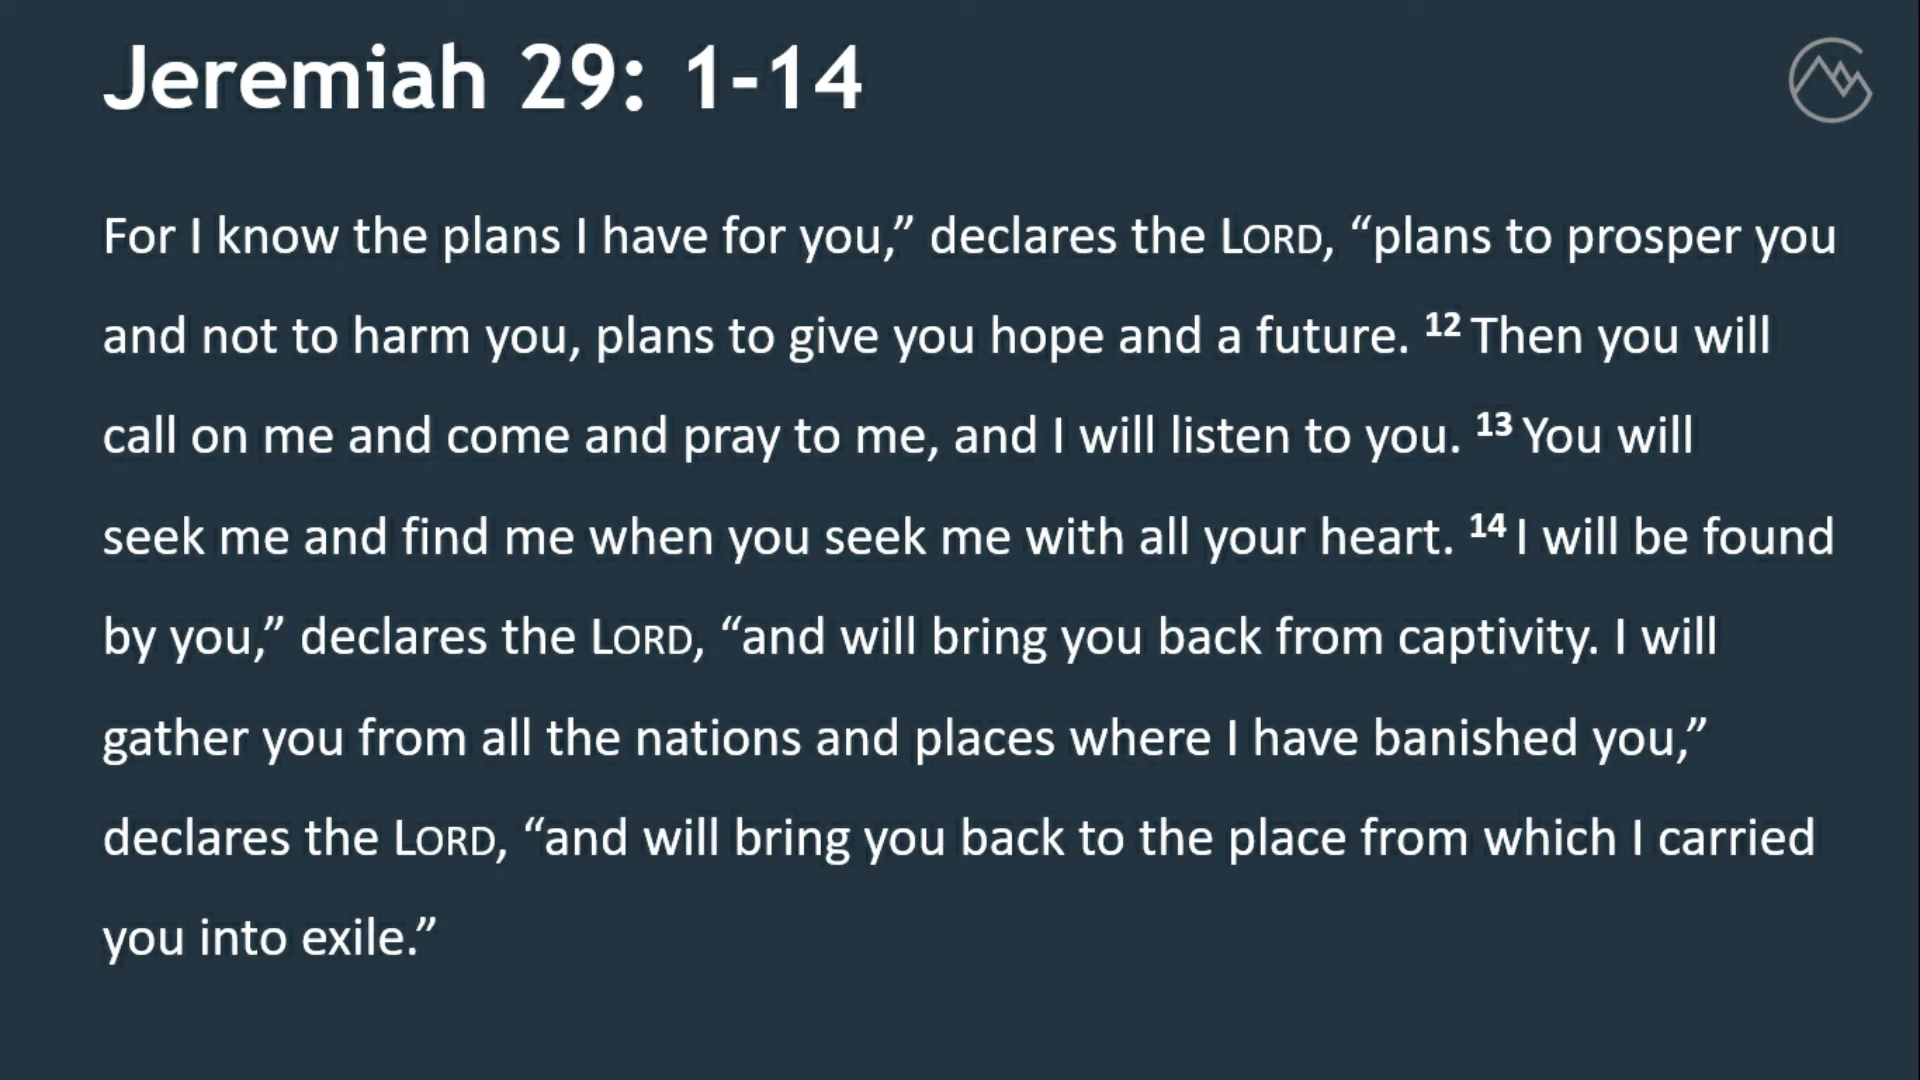 Jeremiah 29: 1-14
For I know the plans I have for you,” declares the LORD, “plans to prosper you
and not to harm you, plans to give you hope and a future. 12 Then you will
call on me and come and pray to me, and I will listen to you. 13 You will
seek me and find me when you seek me with all your heart. 14 I will be found
by you,” declares the LORD, “and will bring you back from captivity. I will
gather you from all the nations and places where I have banished you,”
declares the LORD, “and will bring you back to the place from which I carried
you into exile.”